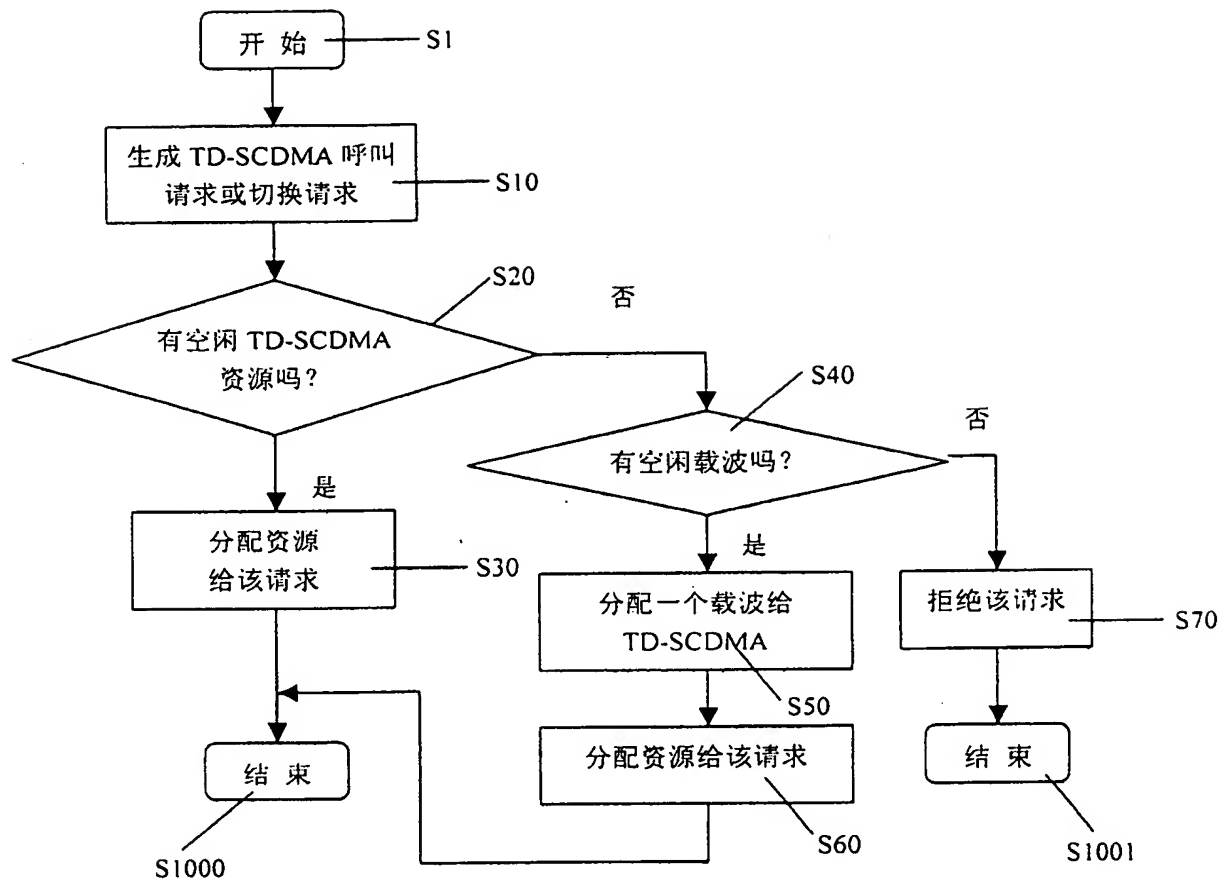 开 始
S1
生成 TD-SCDMA 呼叫
请求或切换请求
S10
S20
否
有空闲 TD-SCDMA
资源吗?
S40
否
有空闲载波吗?
是
分配资源
给该请求
S30
是
分配一个载波给
TD-SCDMA
S50
拒绝该请求
S70
分配资源给该请求
S60
结 束
S1000
结 束
S1001